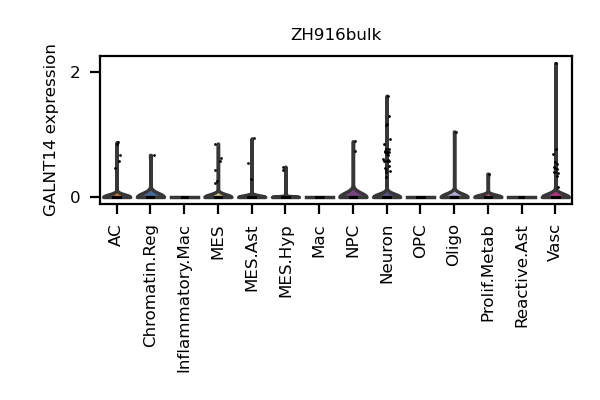 ZH916bulk
GALNT14 expression
2
0
AC
Chromatin.Reg
Inflammatory.Mac
MES
MES.Ast
MES.Hyp
Mac
NPC
Neuron
OPC
Oligo
Prolif.Metab
Reactive.Ast
Vasc